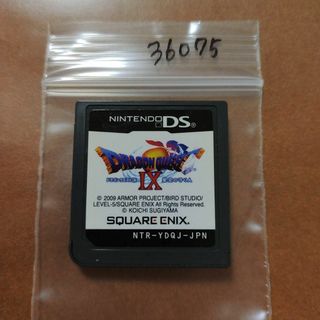 36075
NINTENDO DS
DRAGON QUEST
IX
© 2009 ARMOR PROJECT/BIRD STUDIO/
LEVEL-5/SQUARE ENIX All Rights Reserved.
© KOICHI SUGIYAMA
SQUARE ENIX.
NTR-YDQJ-JPN